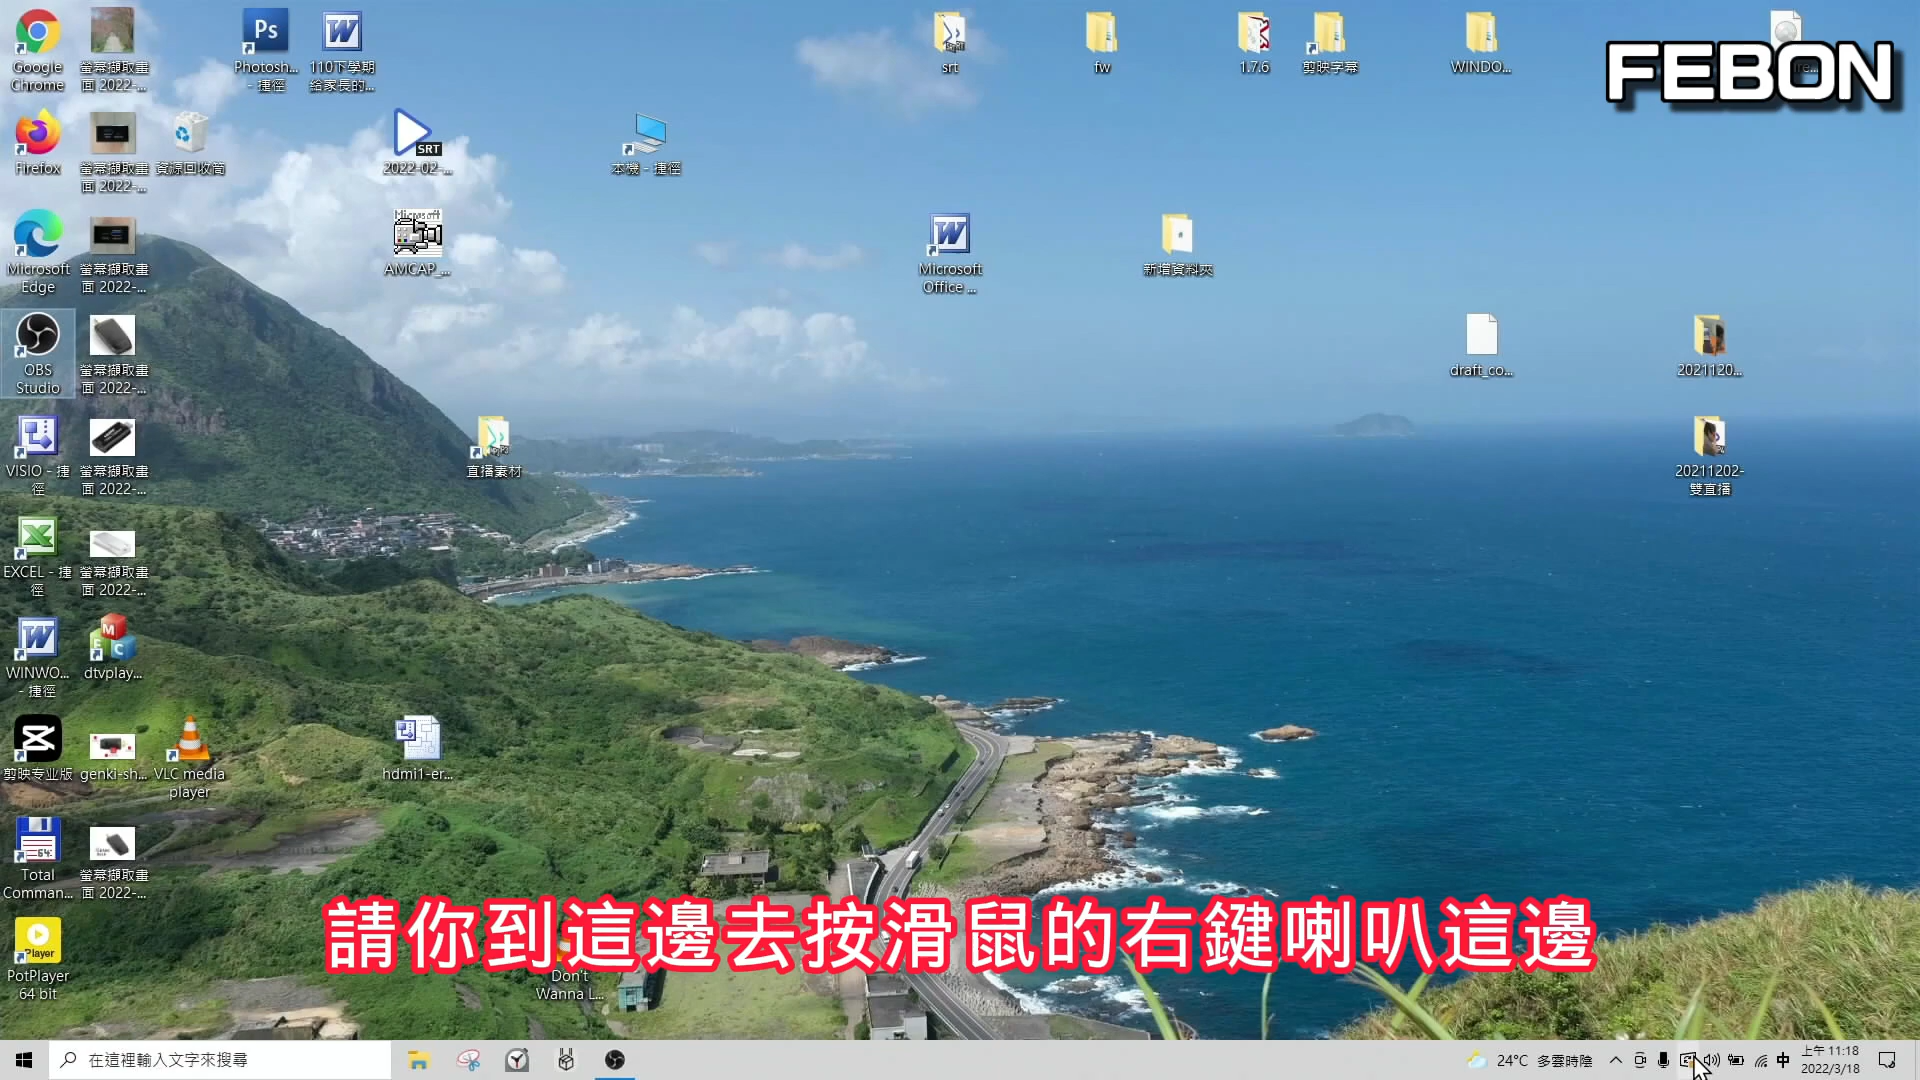 Google
Chrome
螢幕擷取畫
面 2022-...
Ps
Photosh...
- 捷徑
110下學期
給家長的...
srt
fw
1.7.6
剪映字幕
WINDO...
FEBON
Firefox
螢幕擷取畫
面 2022-...
資源回收筒
SRT
2022-02-...
本機 - 捷徑
Microsoft
Edge
螢幕擷取畫
面 2022-...
Microsoft
AMCAP_...
Microsoft
Office ...
新增資料夾
OBS
Studio
螢幕擷取畫
面 2022-...
draft_co...
2021120...
VISIO - 捷
徑
螢幕擷取畫
面 2022-...
直播素材
20211202-
雙直播
EXCEL - 捷
徑
螢幕擷取畫
面 2022-...
WINWO...
- 捷徑
dtvplay...
剪映专业版
genki-sh...
VLC media
player
hdmi1-er...
Total
Comman...
螢幕擷取畫
面 2022-...
請你到這邊去按滑鼠的右鍵喇叭這邊
Player
PotPlayer
64 bit
Don't
Wanna L...
在這裡輸入文字來搜尋
24°C 多雲時陰
中
上午 11:18
2022/3/18